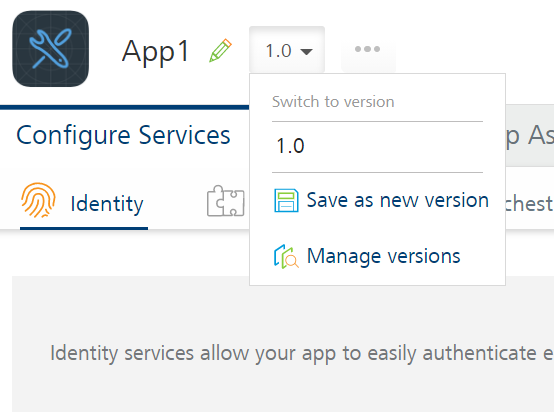 App1
1.0
Switch to version
1.0
Configure Services
p As
Save as new version
Identity
chest
Manage versions
Identity services allow your app to easily authenticate e